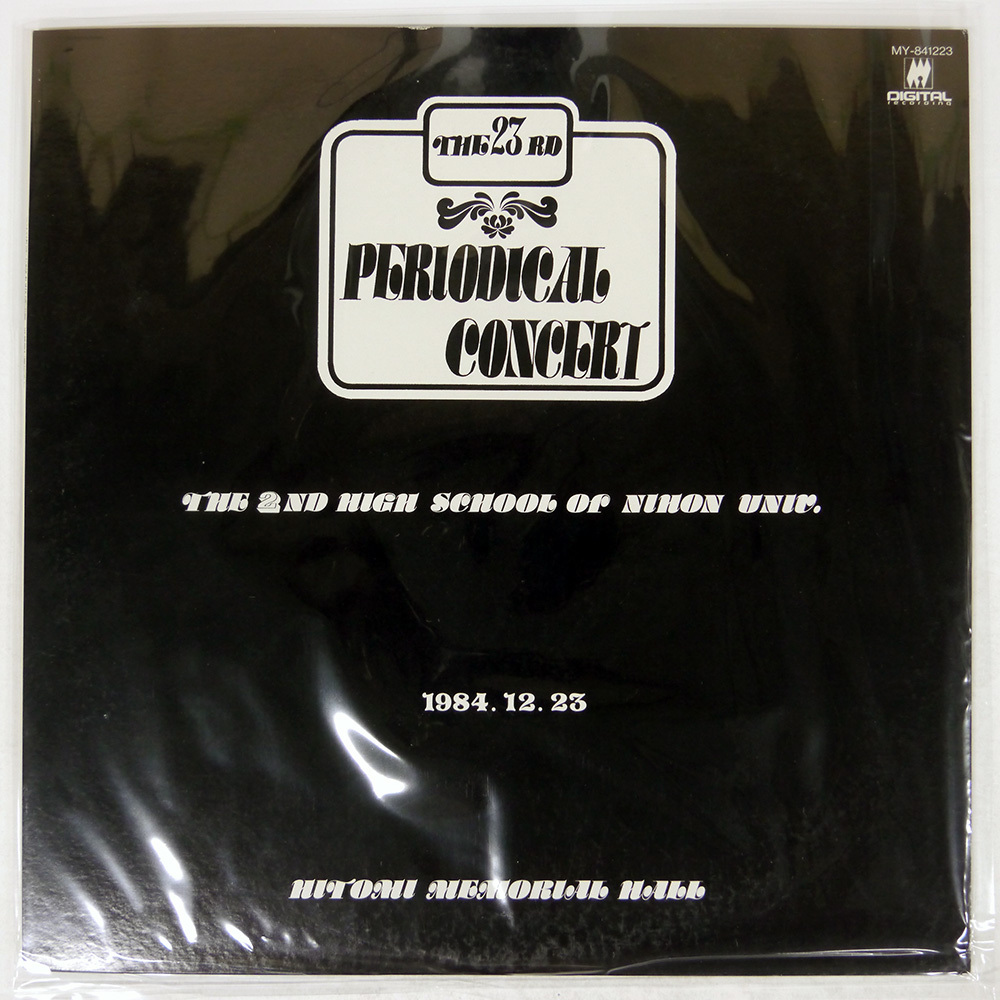 MY-841223
DIGITAL
recording
THE 23 RD
PERIODICAL
CONCERT
THE 2ND HIGH SCHOOL OF NIHON UNIV.
1984.12.23
HITOMI MEMORIAL HALL